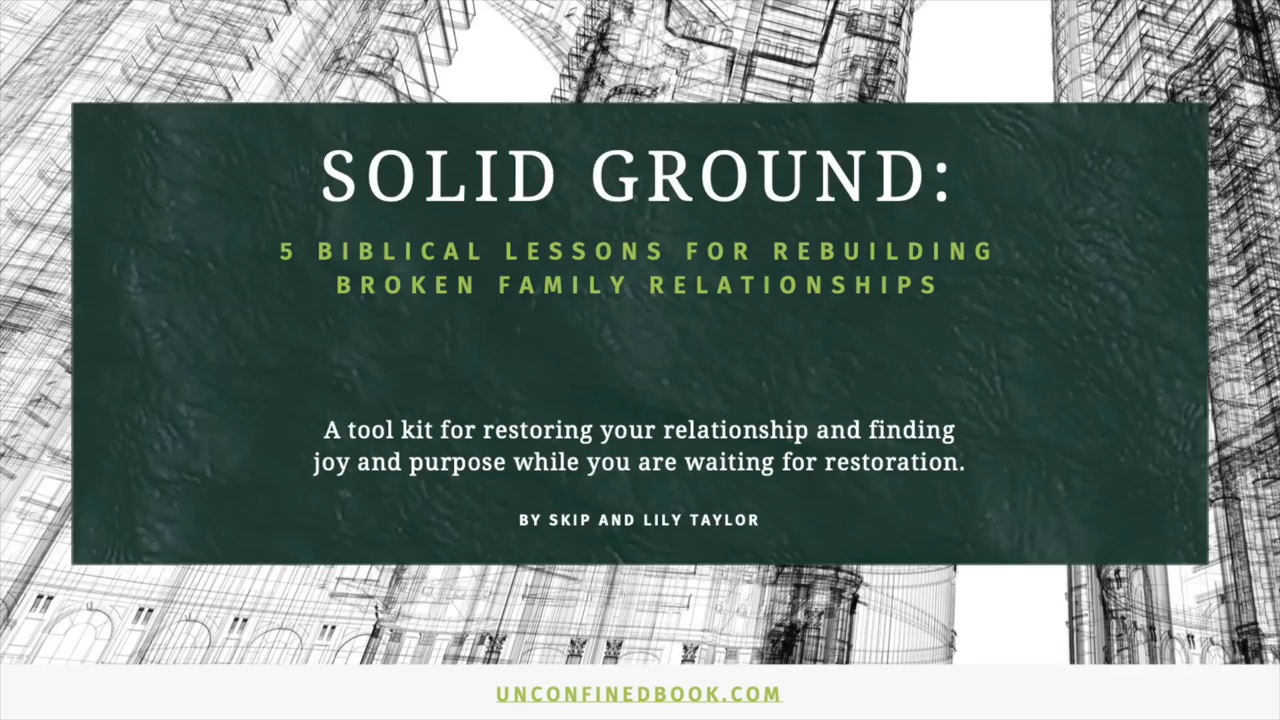 SOLID GROUND:
5 BIBLICAL LESSONS FOR REBUILDING
BROKEN FAMILY RELATIONSHIPS
A tool kit for restoring your relationship and finding
joy and purpose while you are waiting for restoration.
BY SKIP AND LILY TAYLOR
UNCONFINEDBOOK.COM